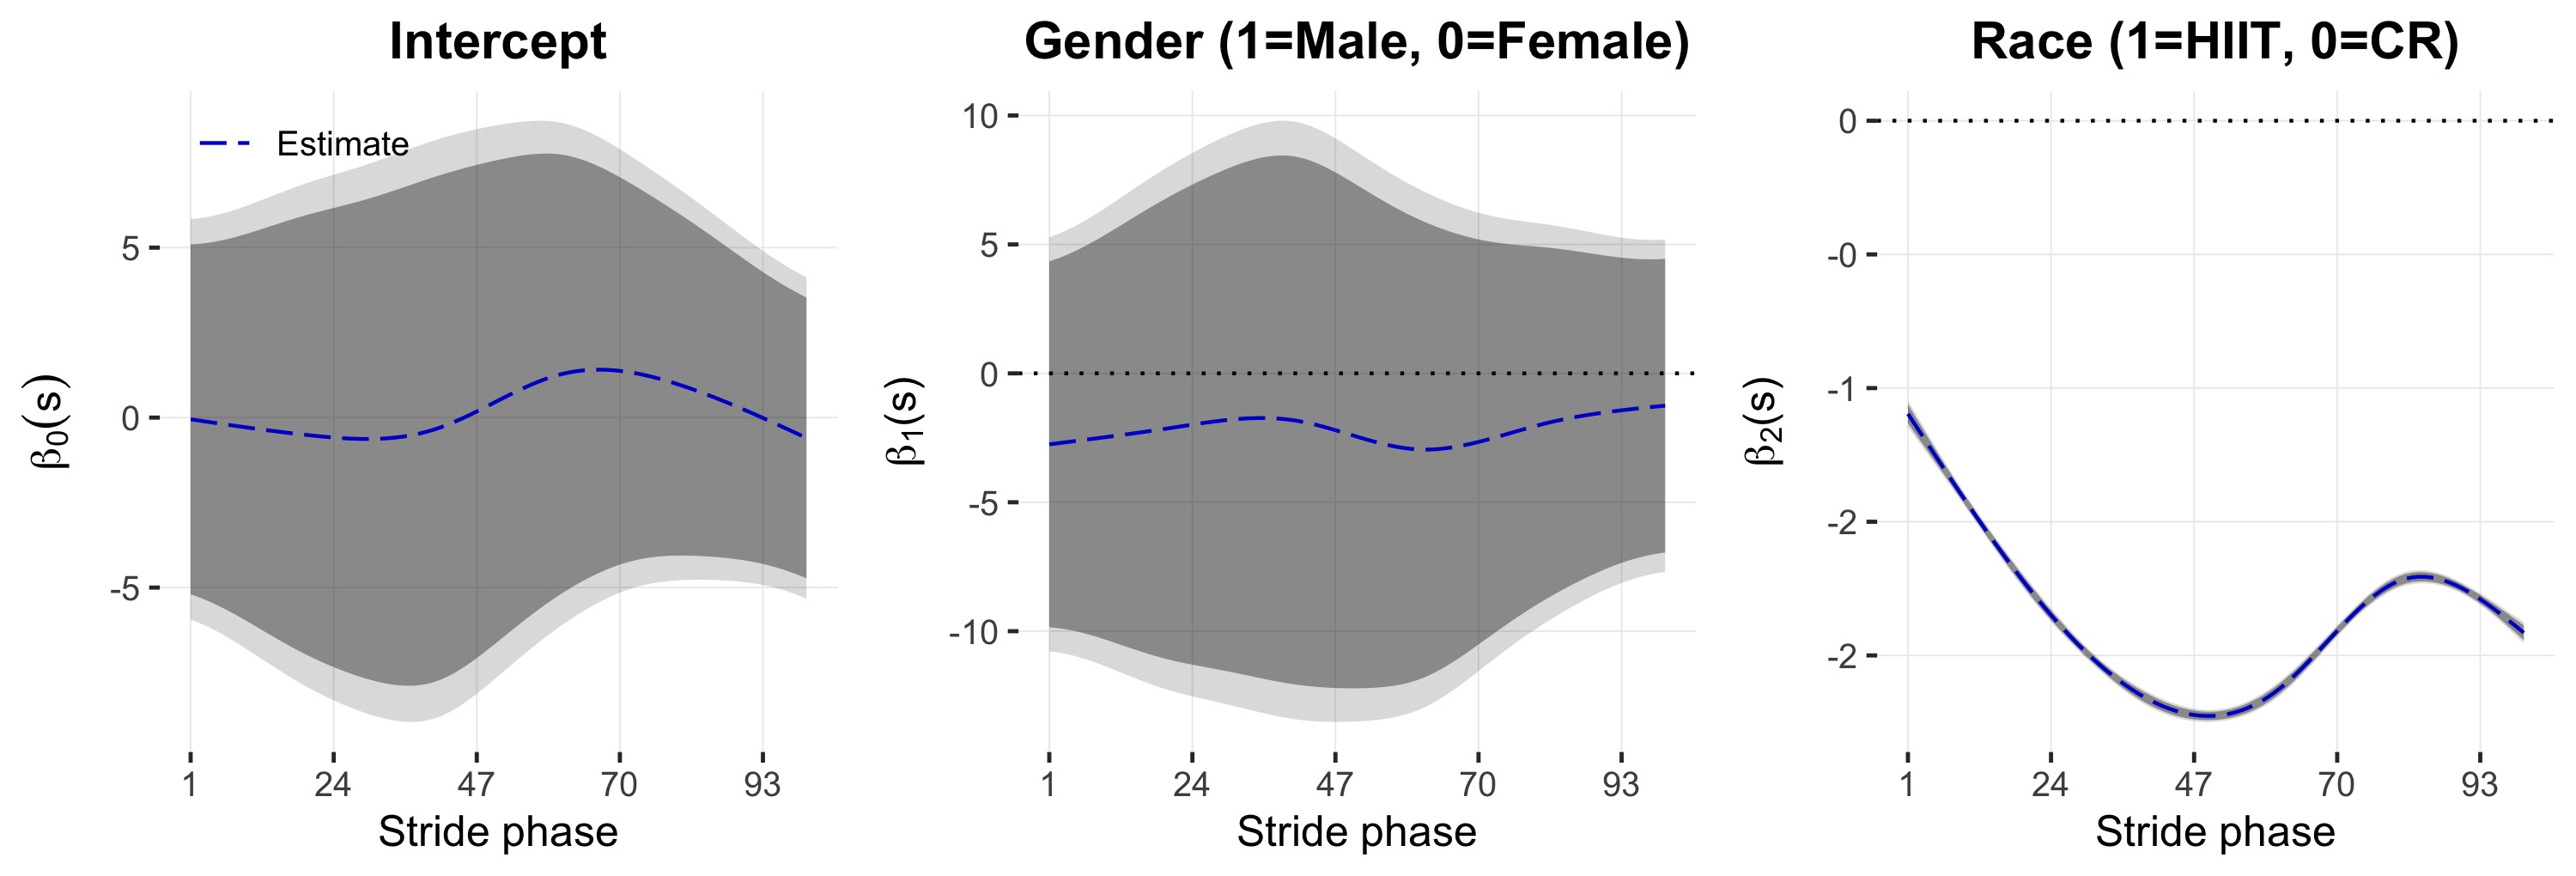 Intercept
Estimate
5
0
-5
β0(s)
1 24 47 70 93
Stride phase
Gender (1=Male, 0=Female)
10
5
0
-5
-10
β1(s)
1 24 47 70 93
Stride phase
Race (1=HIIT, 0=CR)
0
-0
-1
-2
-2
β2(s)
1 24 47 70 93
Stride phase